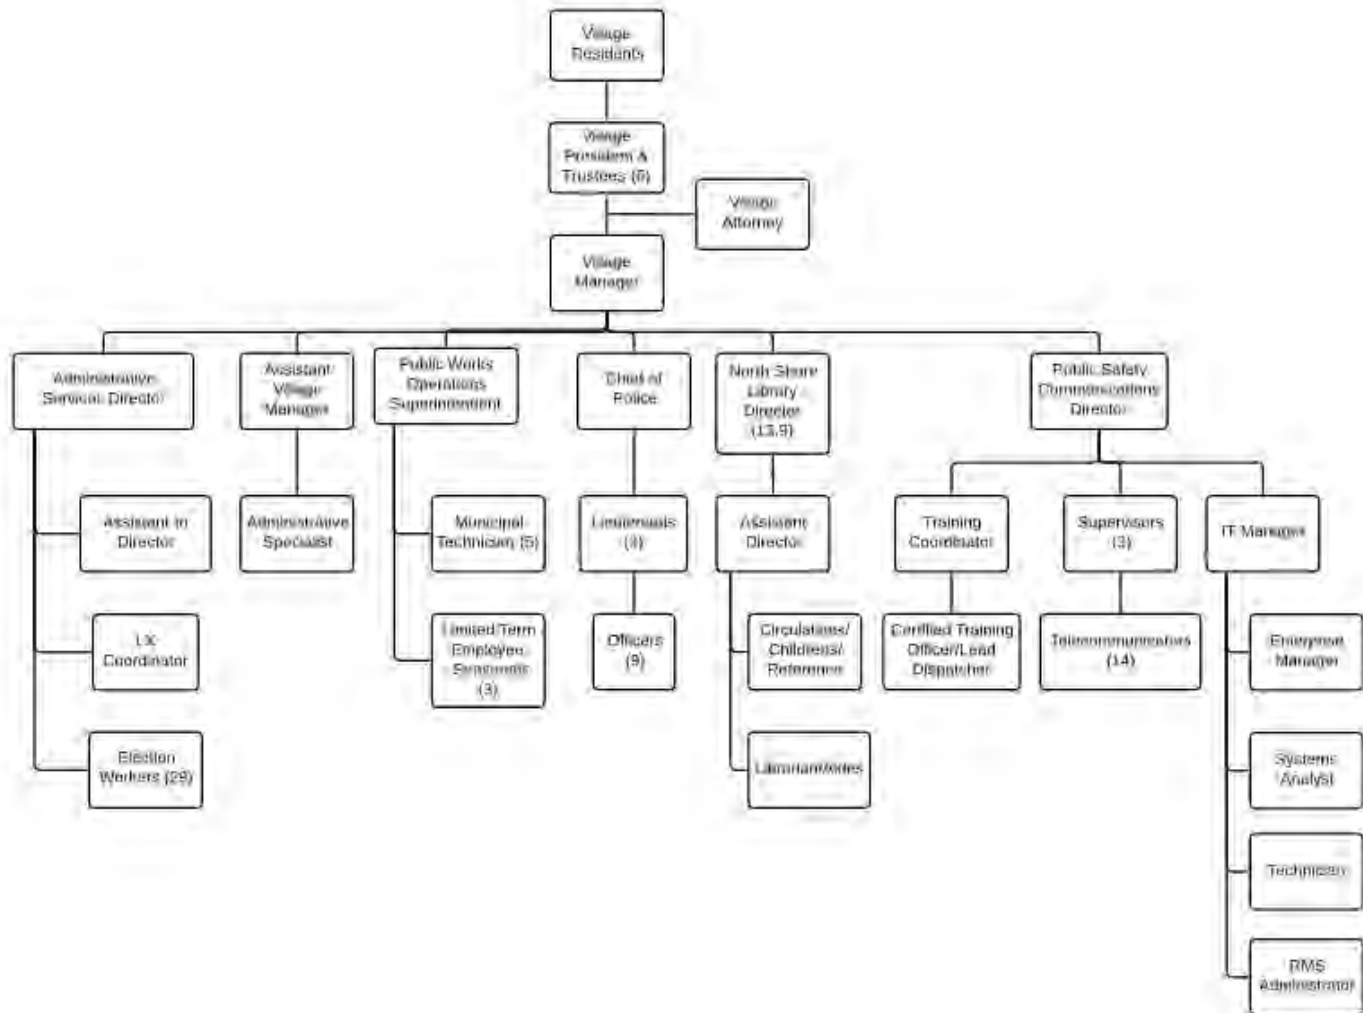 Village
Residents
Village
President &
Trustees (6)
Village
Attorney
Village
Manager
Administrative
Services Director
Assistant
Village
Manager
Public Works
Operations
Superintendent
Chief of
Police
North Shore
Library
Director
(13.9)
Public Safety
Communications
Director
Assistant to
Director
Administrative
Specialist
Municipal
Technician (5)
Lieutenants
Assistant
Director
Training
Coordinator
Supervisors
(3)
IT Manager
Coordinator
Limited Term
Employee
(3)
Officers
(9)
Circulations/
Childrens/
Reference
Certified Training
Officer/Lead
Dispatcher
Telecommunicators
(14)
Enterprise
Manager
Election
Workers (29)
Systems
Analyst
Technician
RMS
Administrator